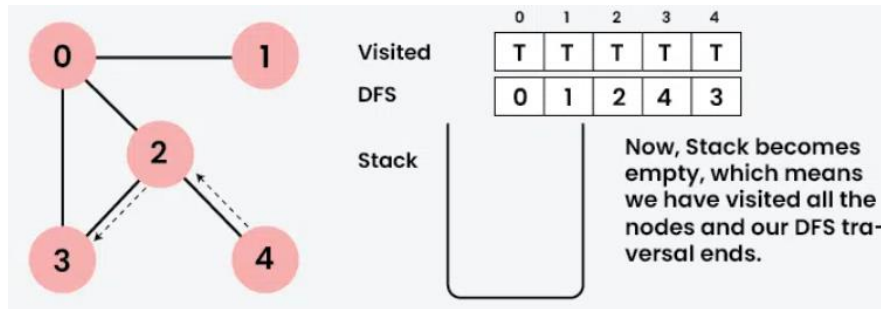 0 1 2 3 4
Visited T T T T T
DFS 0 1 2 4 3
Stack
Now, Stack becomes
empty, which means
we have visited all the
nodes and our DFS tra-
versal ends.
0
1
2
3
4